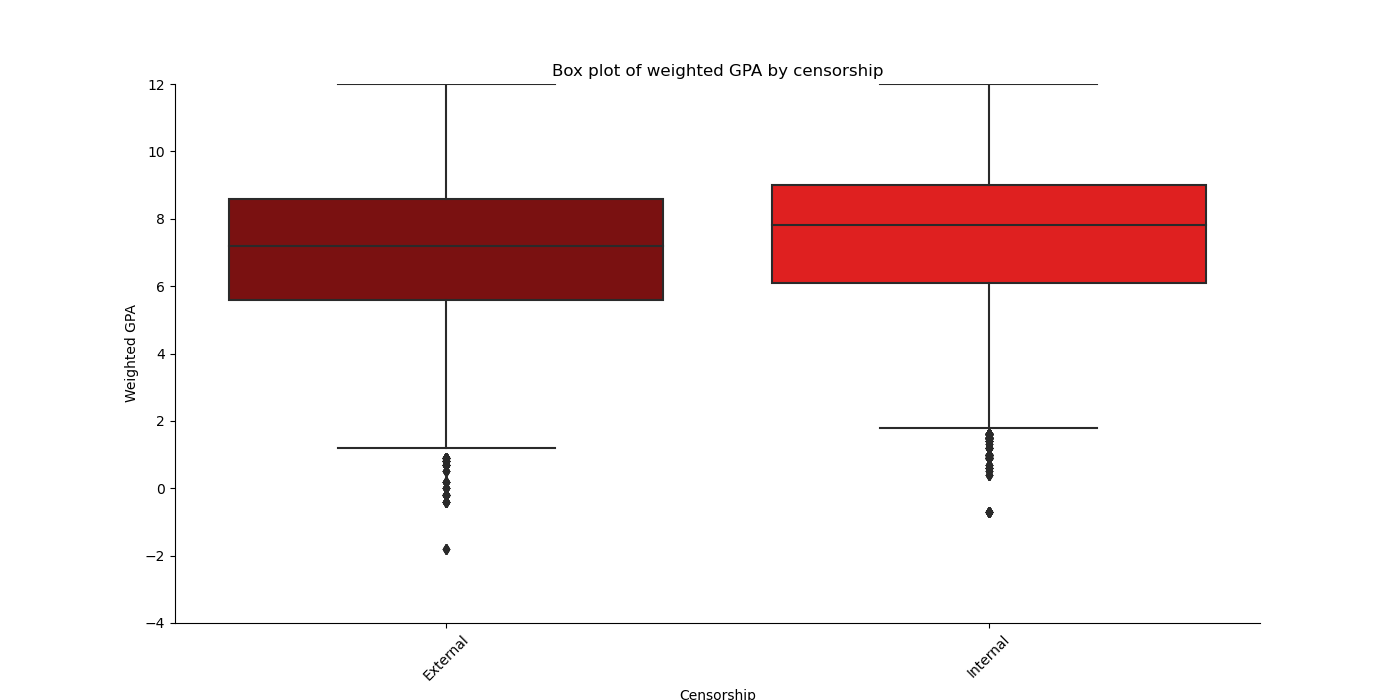 Box plot of weighted GPA by censorship
12
10
8
6
4
2
0
−2
−4
Weighted GPA
External
Internal
Censorship